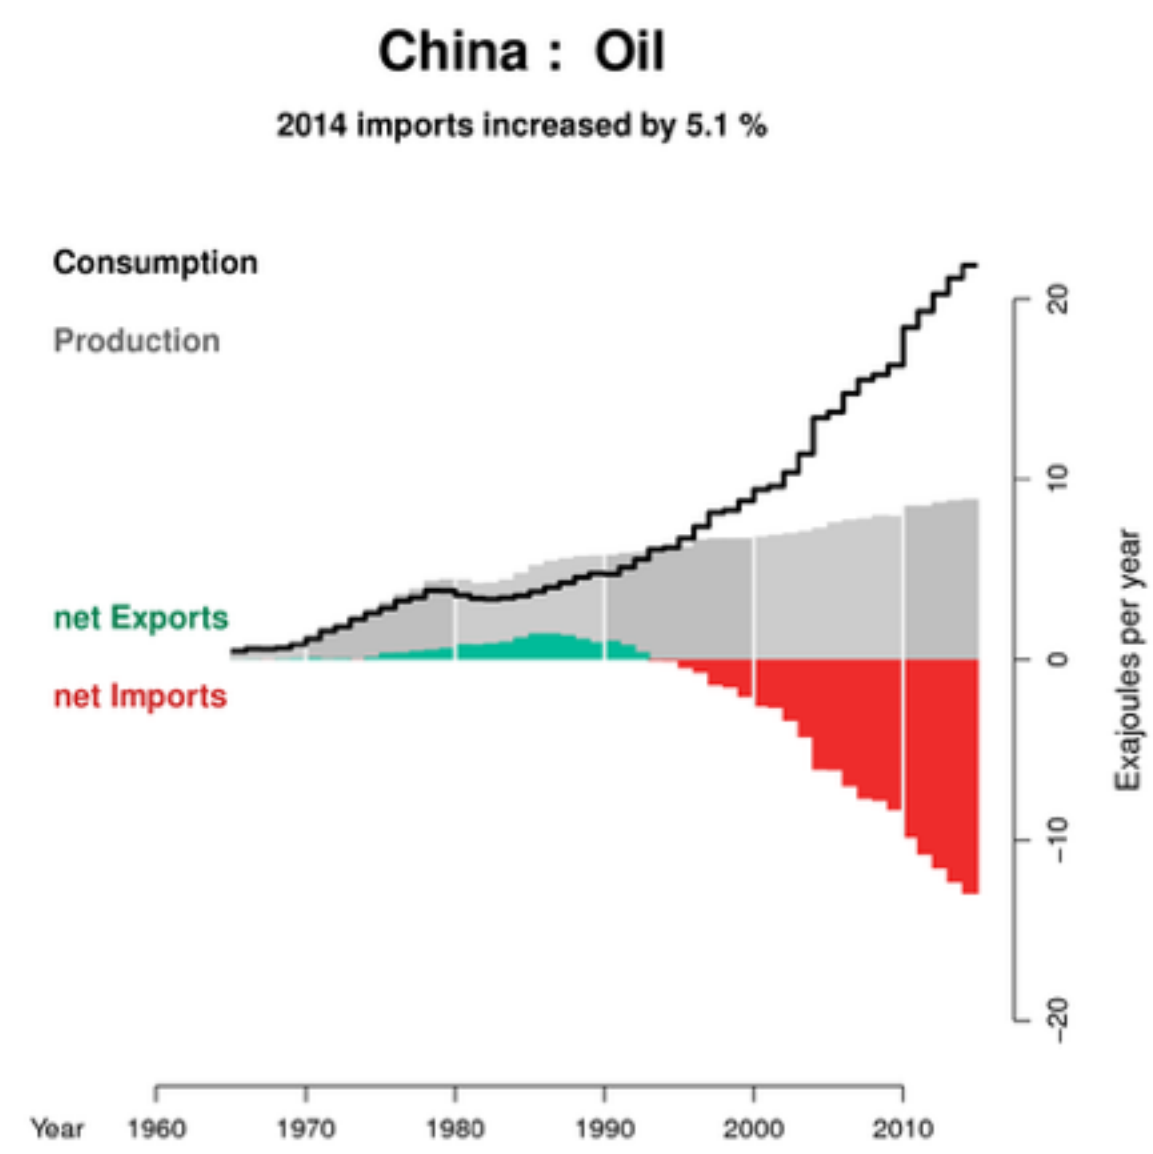 China : Oil
2014 imports increased by 5.1 %
Consumption
Production
net Exports
net Imports
20
10
0
−10
−20
Exajoules per year
Year 1960 1970 1980 1990 2000 2010